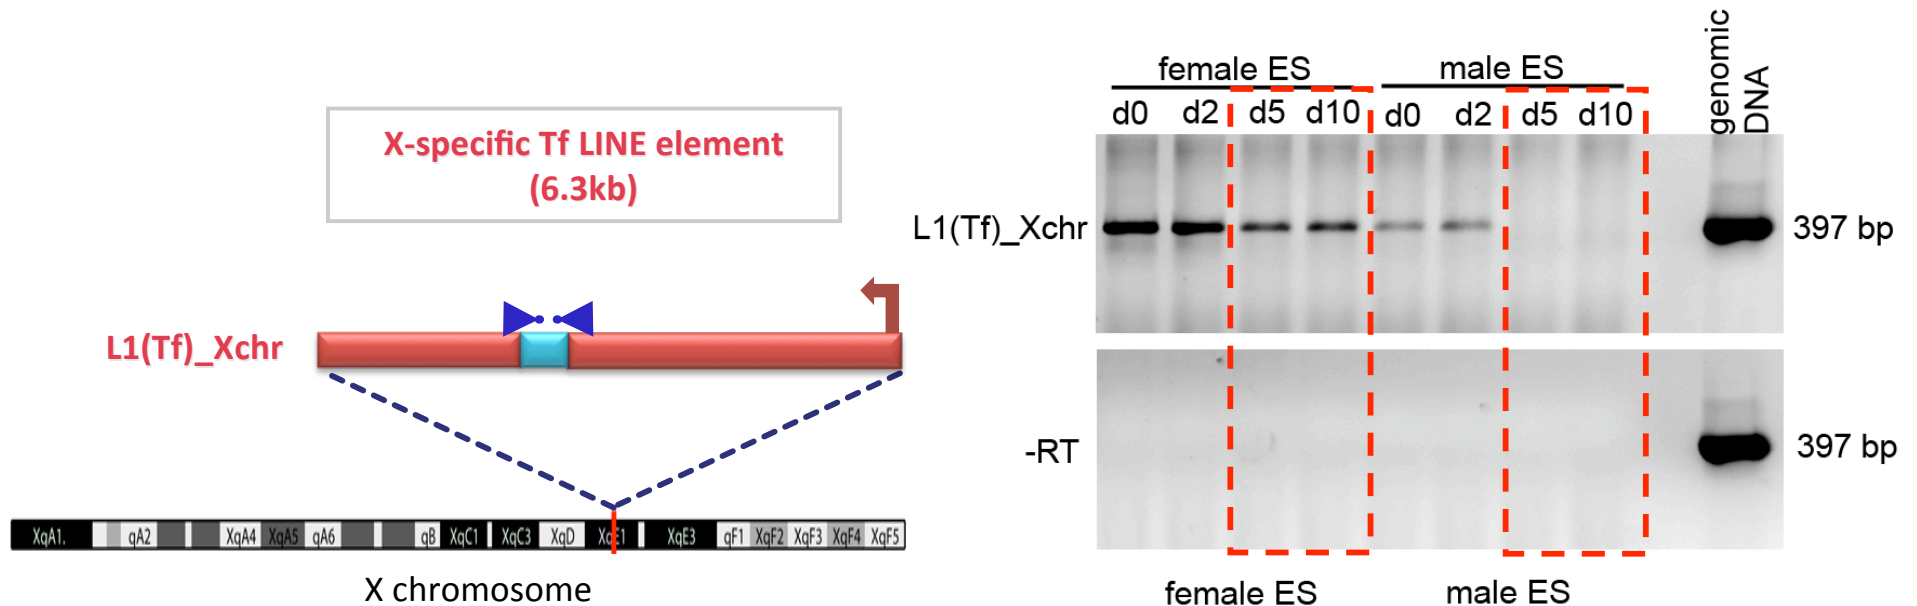 X-specific Tf LINE element
(6.3kb)
L1(Tf)_Xchr
XqA1.
qA2
XqA4
XqA5
qA6
qB
XqC1
XqC3
XqD
XqE1
XqE3
qF1
XqF2
XqF3
XqF4
XqF5
X chromosome
female ES
male ES
genomic
DNA
d0 d2 d5 d10 d0 d2 d5 d10
L1(Tf)_Xchr
397 bp
-RT
397 bp
female ES
male ES